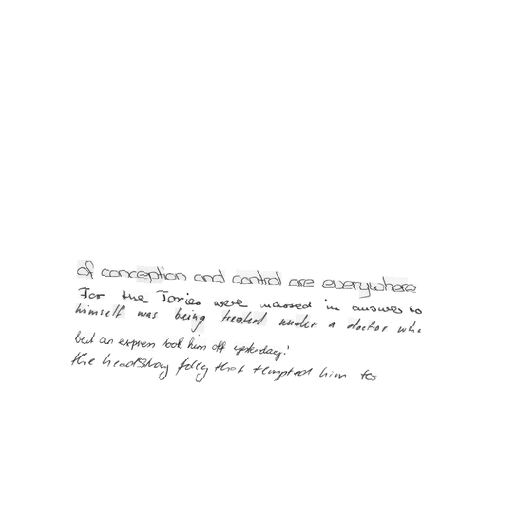 of conception and control are everywhere
For the Tories were massed in answer to
himself was being treated under a doctor who
but an express took him off yesterday!
the headstrong folly that tempted him to